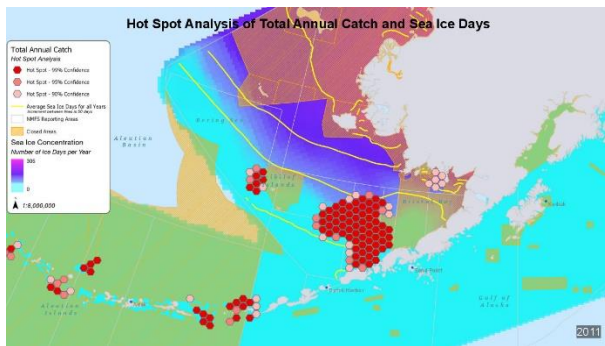 Hot Spot Analysis of Total Annual Catch and Sea Ice Days
Total Annual Catch
Hot Spot Analysis
Hot Spot - 99% Confidence
Hot Spot - 95% Confidence
Hot Spot - 90% Confidence
Average Sea Ice Days for all Years
NMFS Reporting Areas
Closed Areas
Sea Ice Concentration
Number of Ice Days per Year
300
0
1:6,000,000
Aleutian
Basin
Bering Sea
Islands
Bristol Bay
Kodiak
Aleutian
Islands
Gulf of
Alaska
2011